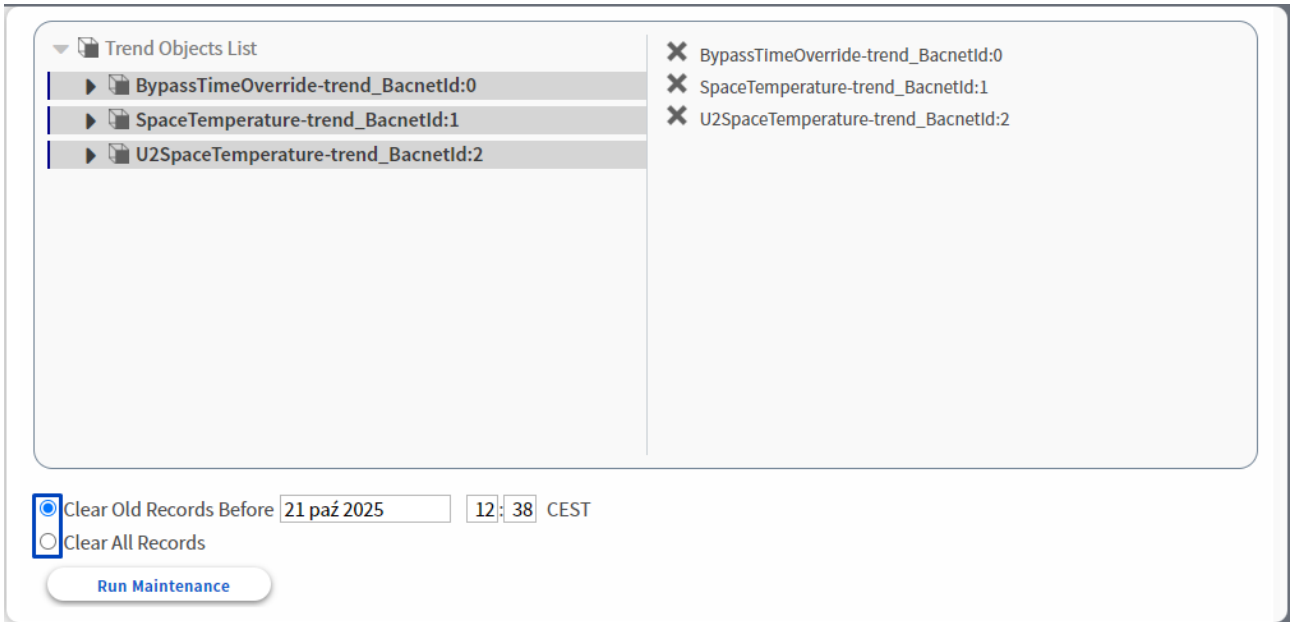 Trend Objects List
BypassTimeOverride-trend_BacnetId:0
SpaceTemperature-trend_BacnetId:1
U2SpaceTemperature-trend_BacnetId:2
BypassTimeOverride-trend_BacnetId:0
SpaceTemperature-trend_BacnetId:1
U2SpaceTemperature-trend_BacnetId:2
Clear Old Records Before 21 paź 2025 12 : 38 CEST
Clear All Records
Run Maintenance